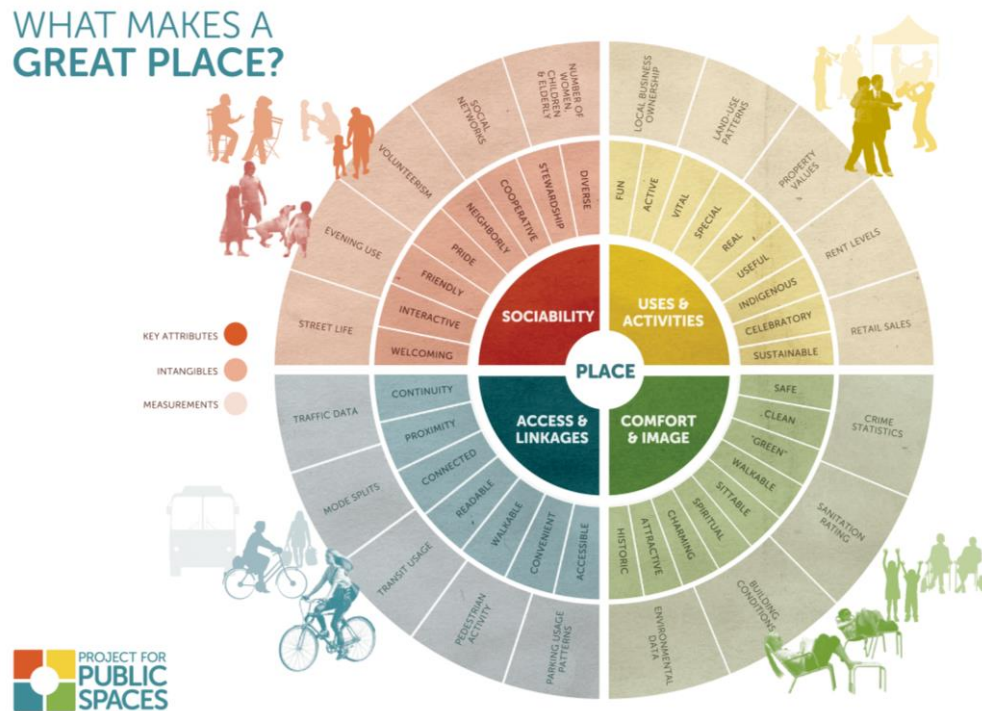 WHAT MAKES A
GREAT PLACE?
KEY ATTRIBUTES
INTANGIBLES
MEASUREMENTS
PLACE
SOCIABILITY
USES &
ACTIVITIES
ACCESS &
LINKAGES
COMFORT
& IMAGE
WELCOMING
INTERACTIVE
FRIENDLY
PRIDE
NEIGHBORLY
COOPERATIVE
STEWARDSHIP
DIVERSE
STREET LIFE
EVENING USE
VOLUNTEERISM
SOCIAL
NETWORKS
NUMBER OF
WOMEN,
CHILDREN
& ELDERLY
FUN
ACTIVE
VITAL
SPECIAL
REAL
USEFUL
INDIGENOUS
CELEBRATORY
SUSTAINABLE
LOCAL BUSINESS
OWNERSHIP
LAND-USE
PATTERNS
PROPERTY
VALUES
RENT LEVELS
RETAIL SALES
SAFE
CLEAN
"GREEN"
WALKABLE
SITTABLE
SPIRITUAL
CHARMING
ATTRACTIVE
HISTORIC
CRIME
STATISTICS
SANITATION
RATING
BUILDING
CONDITIONS
ENVIRONMENTAL
DATA
CONTINUITY
PROXIMITY
CONNECTED
READABLE
WALKABLE
CONVENIENT
ACCESSIBLE
TRAFFIC DATA
MODE SPLITS
TRANSIT USAGE
PEDESTRIAN
ACTIVITY
PARKING USAGE
PATTERNS
PROJECT FOR
PUBLIC
SPACES